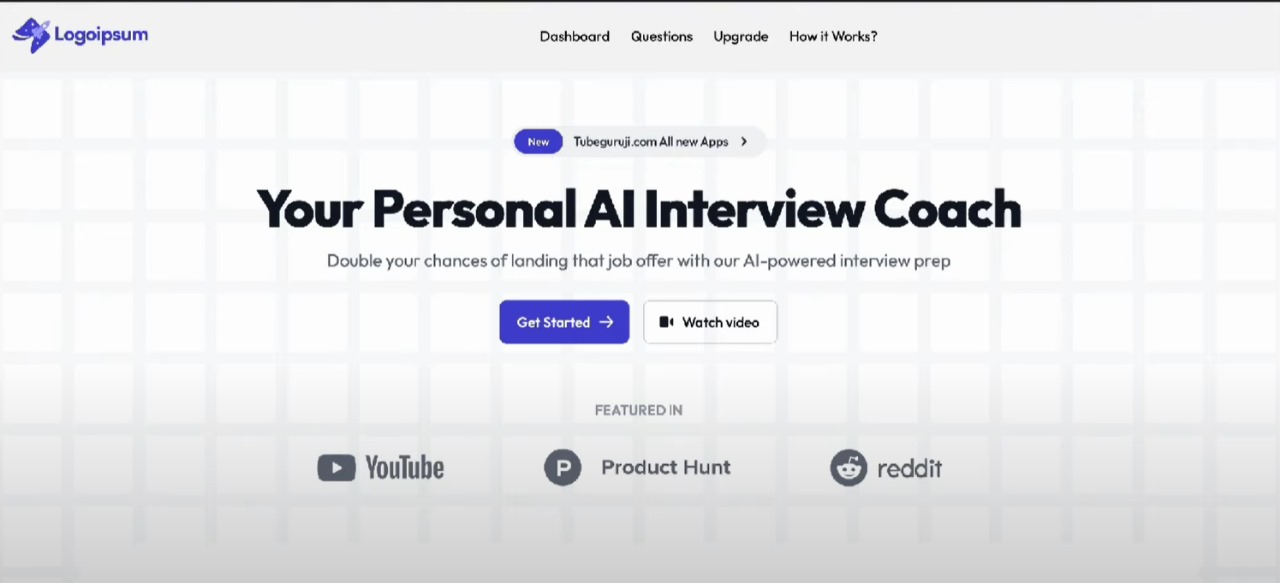 Logoipsum
Dashboard Questions Upgrade How it Works?
New Tubeguruji.com All new Apps
Your Personal AI Interview Coach
Double your chances of landing that job offer with our AI-powered interview prep
Get Started Watch video
FEATURED IN
YouTube P Product Hunt reddit